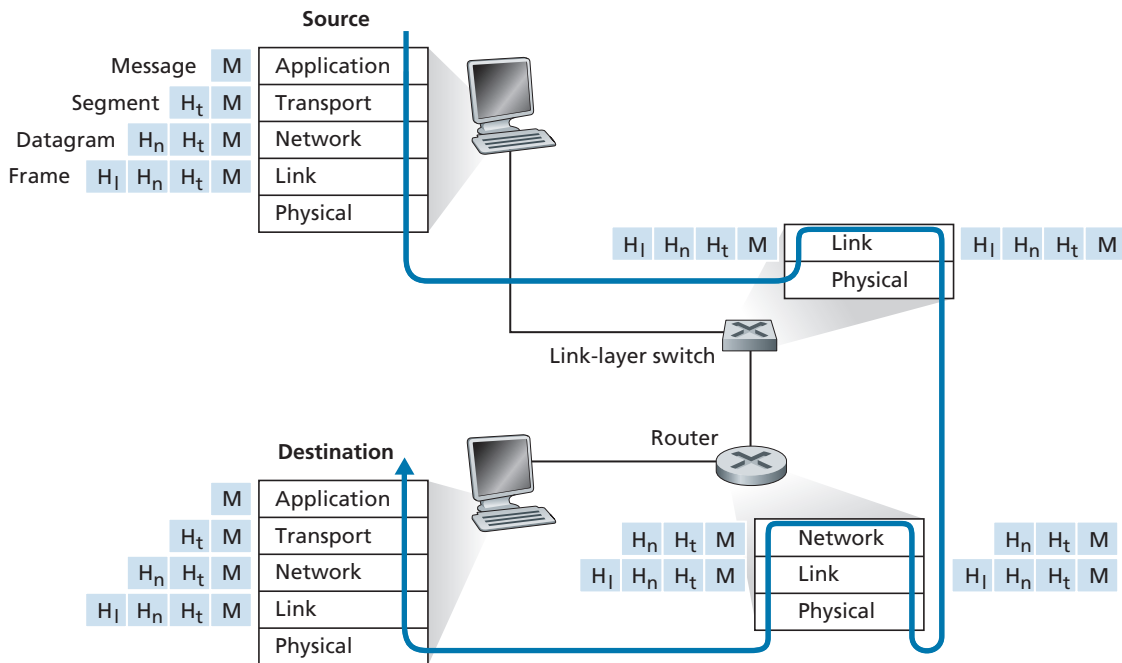 Source
Message M Application
Segment Ht M Transport
Datagram Hn Ht M Network
Frame Hl Hn Ht M Link
Physical
Hl Hn Ht M Link Hl Hn Ht M
Physical
Link-layer switch
Router
Destination
M Application
Ht M Transport
Hn Ht M Network
Hl Hn Ht M Link
Physical
Hn Ht M Network Hn Ht M
Hl Hn Ht M Link Hl Hn Ht M
Physical